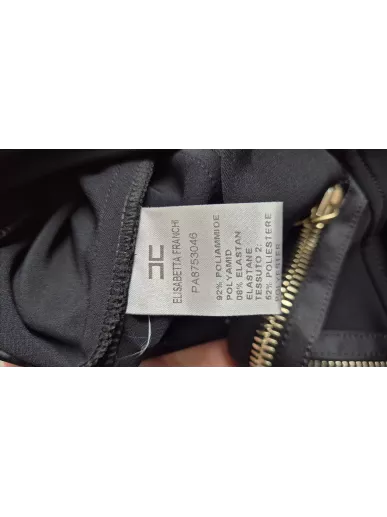 ELISABETTA FRANCHI
PA8753046
92% POLIAMMIDE
POLYAMID
08% ELASTAN
ELASTANE
TESSUTO 2:
62% POLIESTERE